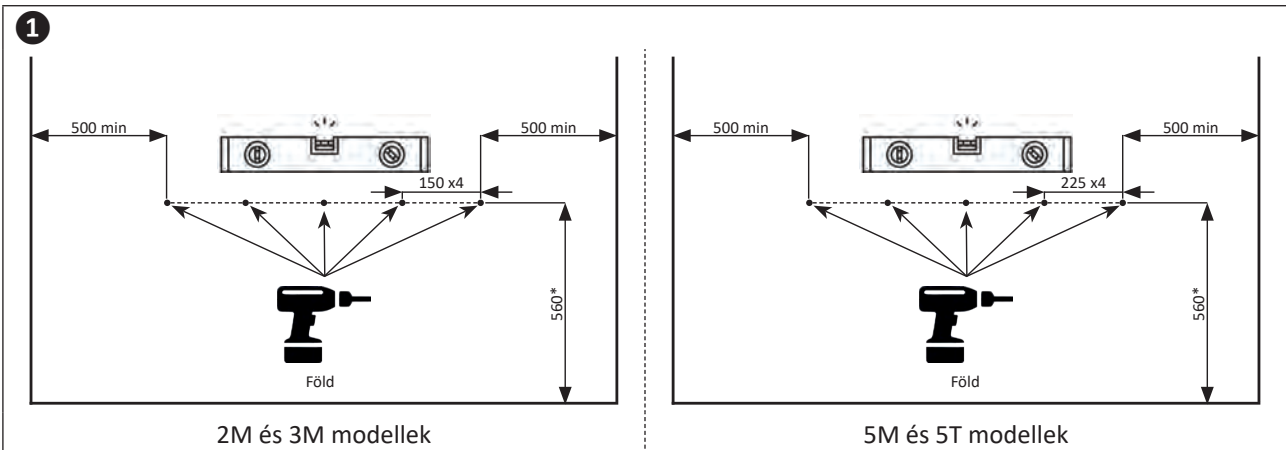 1
500 min
500 min
150 x4
560*
Föld
2M és 3M modellek
500 min
500 min
225 x4
560*
Föld
5M és 5T modellek